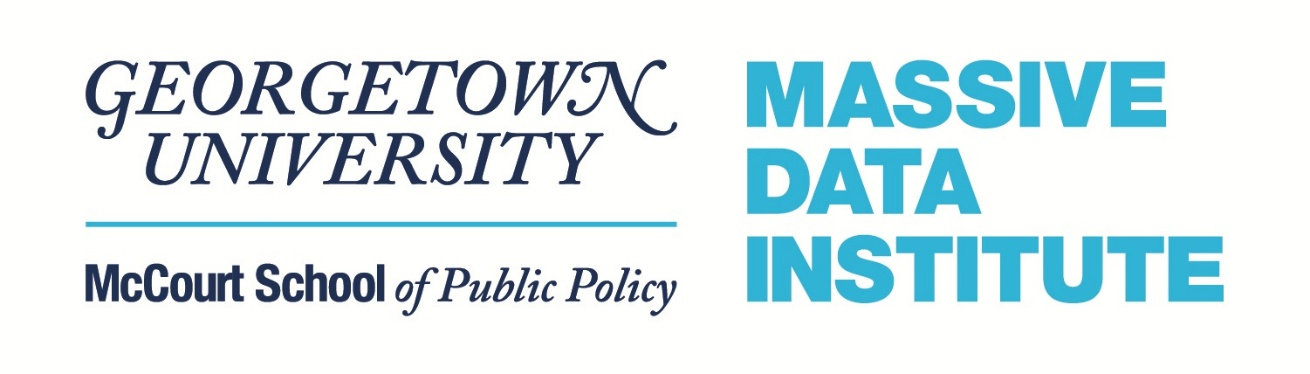 GEORGETOWN
UNIVERSITY
McCourt School of Public Policy
MASSIVE
DATA
INSTITUTE